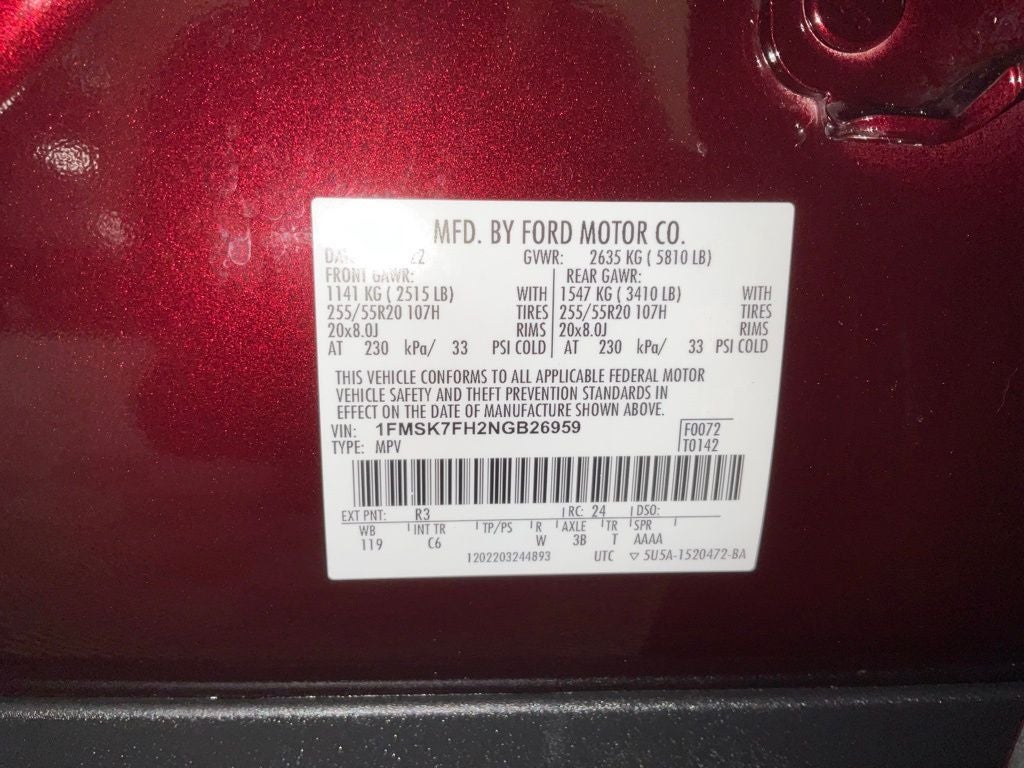 MFD. BY FORD MOTOR CO.
GVWR: 2635 KG ( 5810 LB)
FRONT GAWR: REAR GAWR:
1141 KG ( 2515 LB) WITH 1547 KG ( 3410 LB) WITH
255/55R20 107H TIRES 255/55R20 107H TIRES
20x8.0J RIMS 20x8.0J RIMS
AT 230 kPa/ 33 PSI COLD AT 230 kPa/ 33 PSI COLD
THIS VEHICLE CONFORMS TO ALL APPLICABLE FEDERAL MOTOR
VEHICLE SAFETY AND THEFT PREVENTION STANDARDS IN
EFFECT ON THE DATE OF MANUFACTURE SHOWN ABOVE.
VIN: 1FMSK7FH2NGB26959 F0072
TYPE: MPV T0142
EXT PNT: R3 RC: 24 DSO:
WB INT TR TP/PS R AXLE TR SPR
119 C6 W 3B T AAAA
1202203244893 UTC ▽ 5U5A-1520472-BA